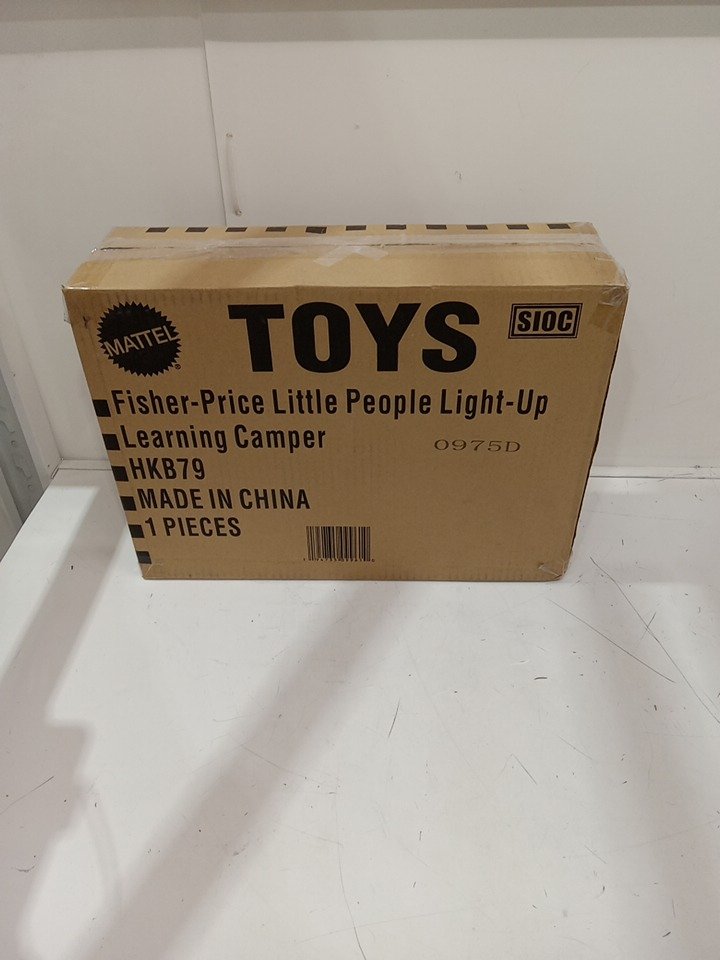 MATTEL
®
TOYS
SIOC
Fisher-Price Little People Light-Up
Learning Camper
0975D
HKB79
MADE IN CHINA
1 PIECES